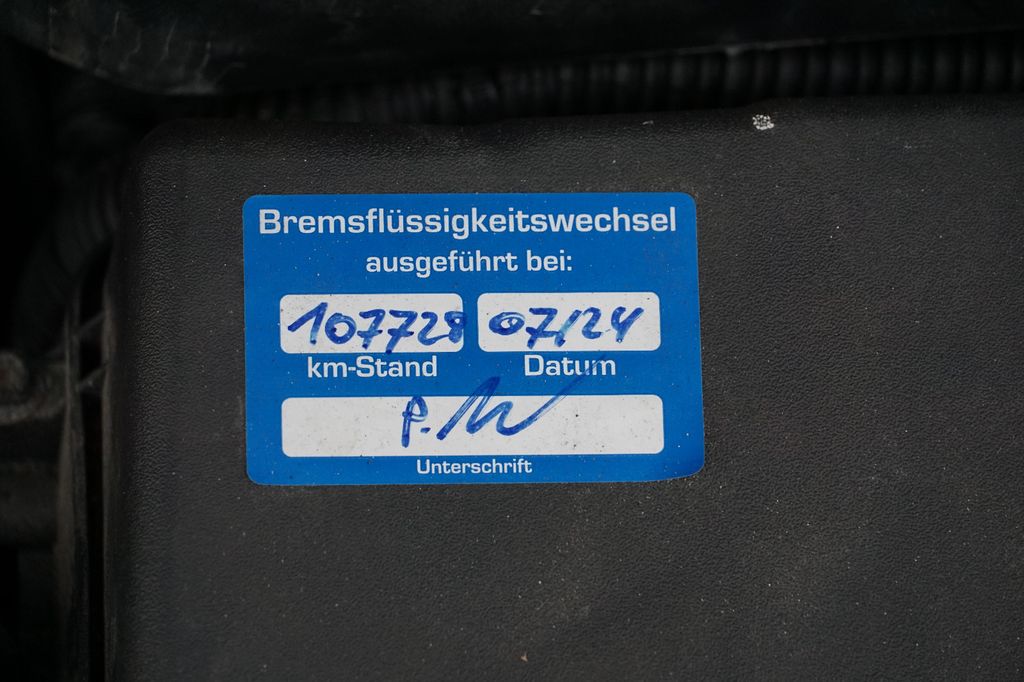 Bremsflüssigkeitswechsel
ausgeführt bei:
107728 07/24
km-Stand Datum
Unterschrift